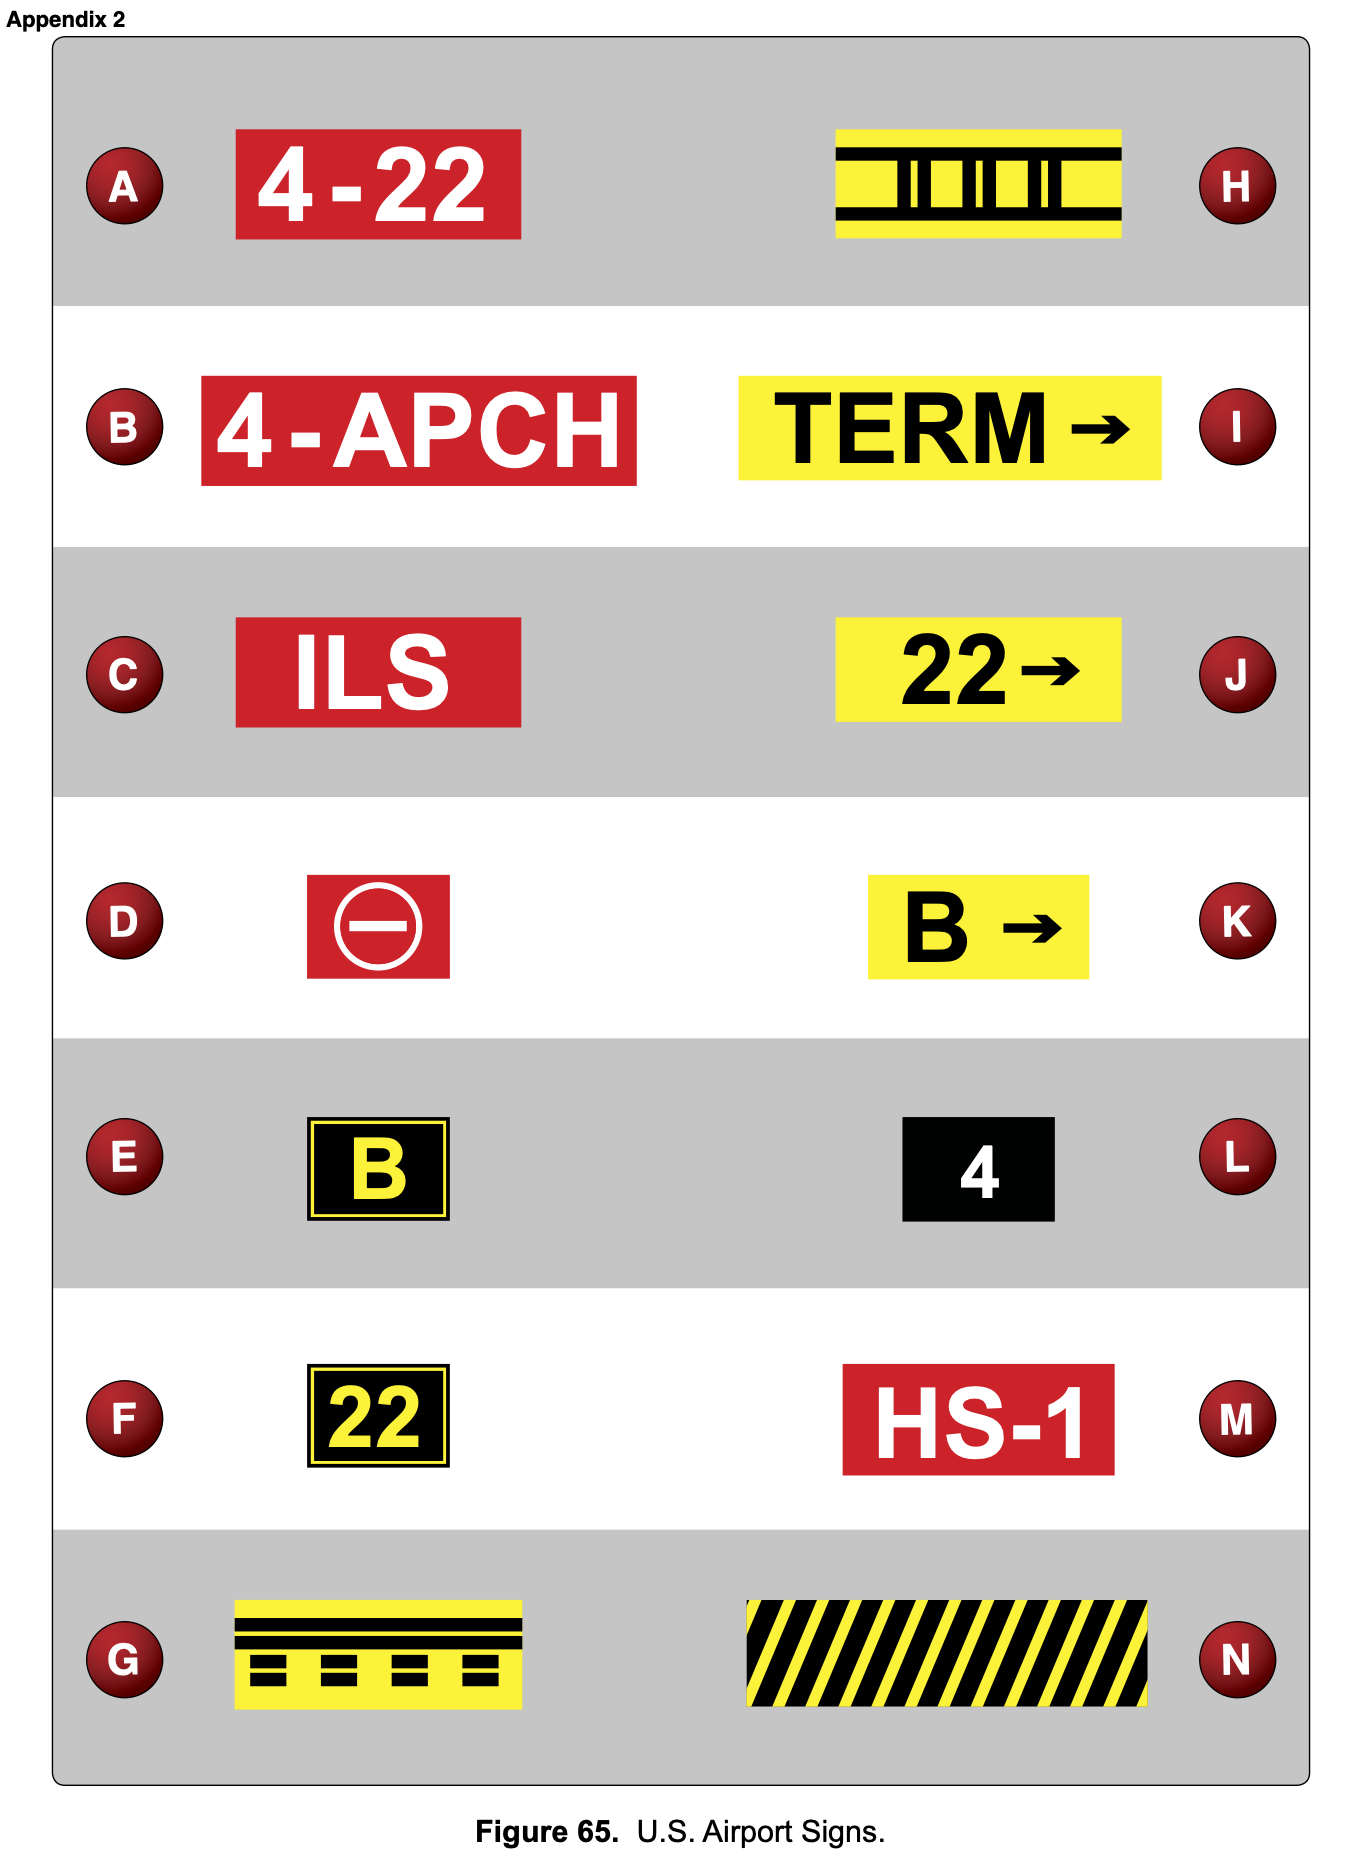 Appendix 2
A 4-22 H
B 4-APCH TERM → I
C ILS 22→ J
D K B →
E B 4 L
F 22 HS-1 M
G N
Figure 65. U.S. Airport Signs.